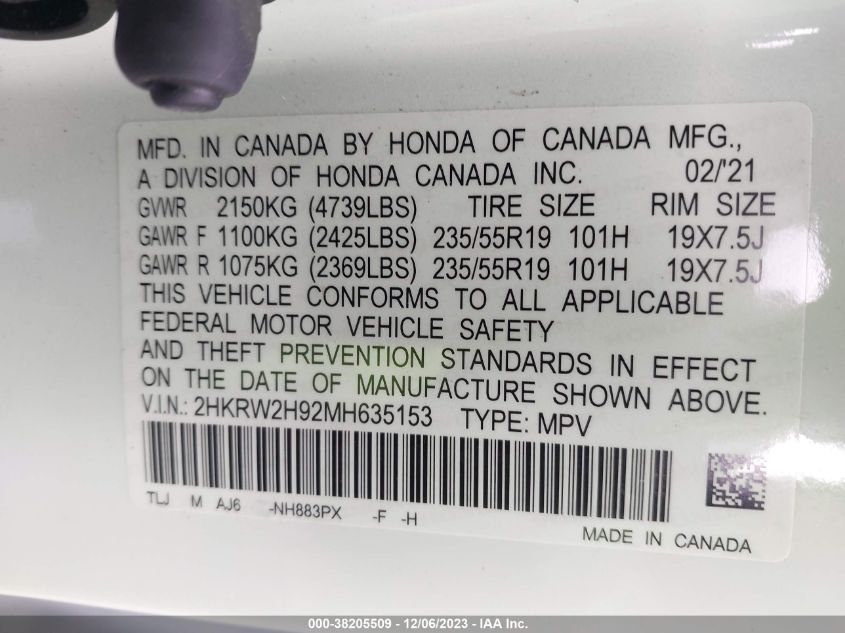 MFD. IN CANADA BY HONDA OF CANADA MFG.,
A DIVISION OF HONDA CANADA INC. 02/'21
GVWR 2150KG (4739LBS) TIRE SIZE RIM SIZE
GAWR F 1100KG (2425LBS) 235/55R19 101H 19X7.5J
GAWR R 1075KG (2369LBS) 235/55R19 101H 19X7.5J
THIS VEHICLE CONFORMS TO ALL APPLICABLE
FEDERAL MOTOR VEHICLE SAFETY
AND THEFT PREVENTION STANDARDS IN EFFECT
ON THE DATE OF MANUFACTURE SHOWN ABOVE.
V.I.N.: 2HKRW2H92MH635153 TYPE: MPV
TLJ M AJ6 -NH883PX -F -H
MADE IN CANADA
000-38205509 - 12/06/2023 - IAA Inc.